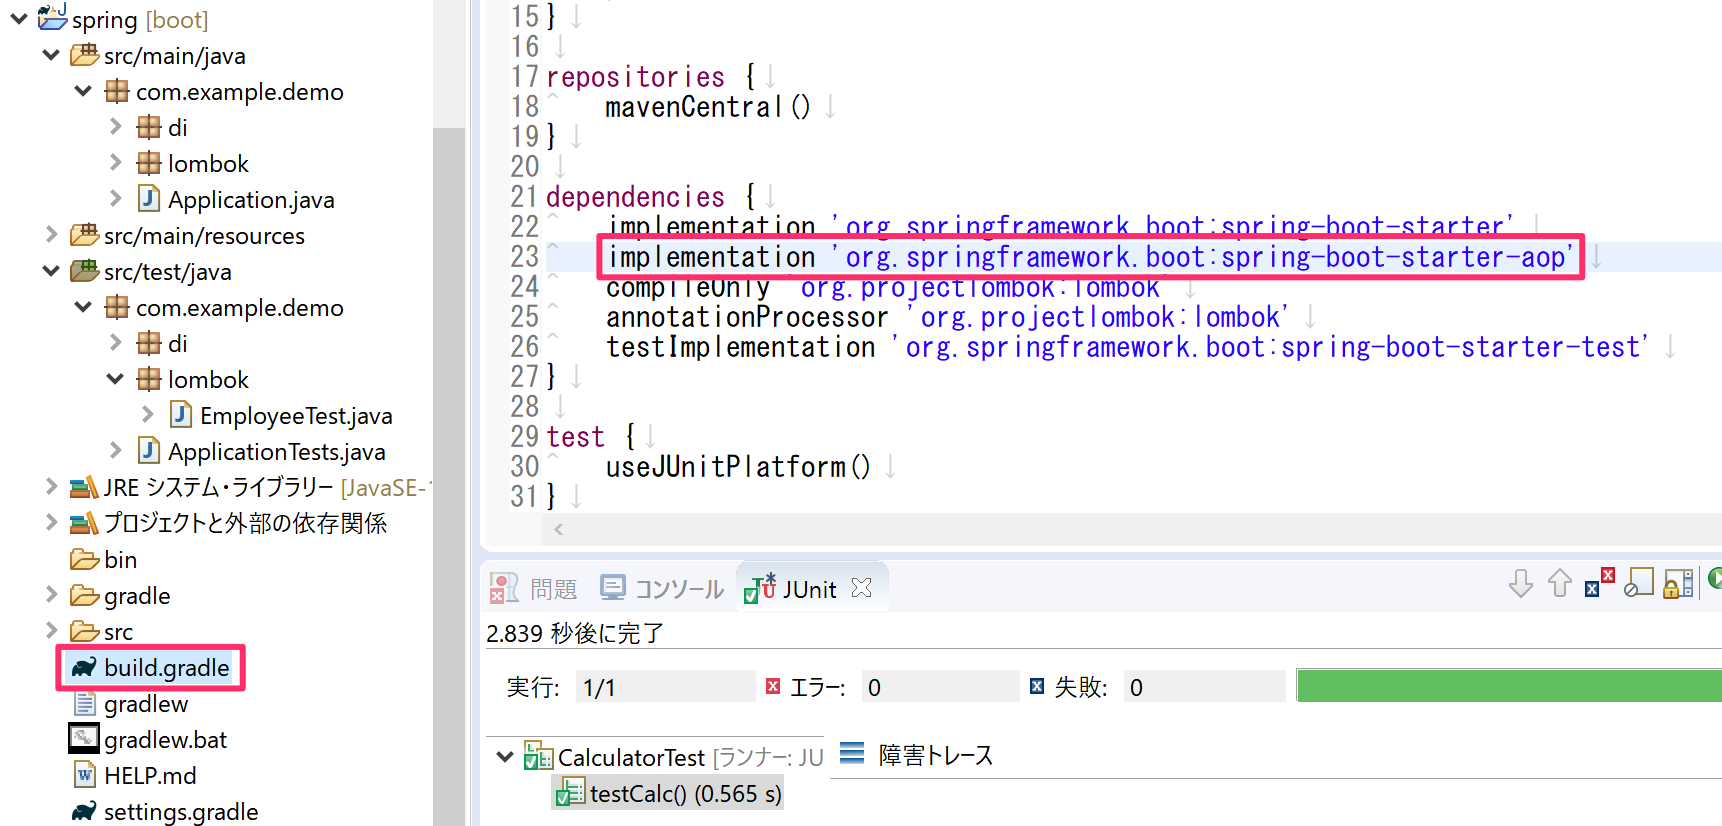 spring [boot]
src/main/java
com.example.demo
di
lombok
Application.java
src/main/resources
src/test/java
com.example.demo
di
lombok
EmployeeTest.java
ApplicationTests.java
JRE システム・ライブラリー [JavaSE-1
プロジェクトと外部の依存関係
bin
gradle
src
build.gradle
gradlew
gradlew.bat
HELP.md
settings.gradle
15 }
16
17 repositories {
18     mavenCentral()
19 }
20
21 dependencies {
22     implementation 'org.springframework.boot:spring-boot-starter'
23     implementation 'org.springframework.boot:spring-boot-starter-aop'
24     compileOnly 'org.projectlombok:lombok'
25     annotationProcessor 'org.projectlombok:lombok'
26     testImplementation 'org.springframework.boot:spring-boot-starter-test'
27 }
28
29 test {
30     useJUnitPlatform()
31 }
問題 コンソール JUnit
2.839 秒後に完了
実行: 1/1 エラー: 0 失敗: 0
CalculatorTest [ランナー: JU
testCalc() (0.565 s)
障害トレース